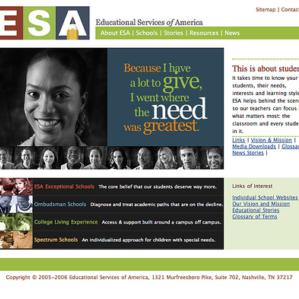 Sitemap | Contac
ESA Educational Services of America
About ESA | Schools | Stories | Resources | News
Because I have
a lot to give,
I went where
the need
was greatest.
This is about studen
It takes time to know your
students, their needs,
interests and learning style
ESA helps behind the scen
so our teachers can focus
what matters most: the
classroom and every stude
in it.
Links | Vision & Mission |
Media Downloads | Glossary
News Stories |
ESA Exceptional Schools The core belief that our students deserve way more.
Ombudsman Schools Diagnose and treat academic paths that are on the decline.
College Living Experience Access & support built around a campus off campus.
Spectrum Schools An individualized approach for children with special needs.
Links of Interest
Individual School Websites
Our Vision and Mission
Educational Stories
Glossary of Terms
Copyright © 2005-2006 Educational Services of America, 1321 Murfreesboro Pike, Suite 702, Nashville, TN 37217